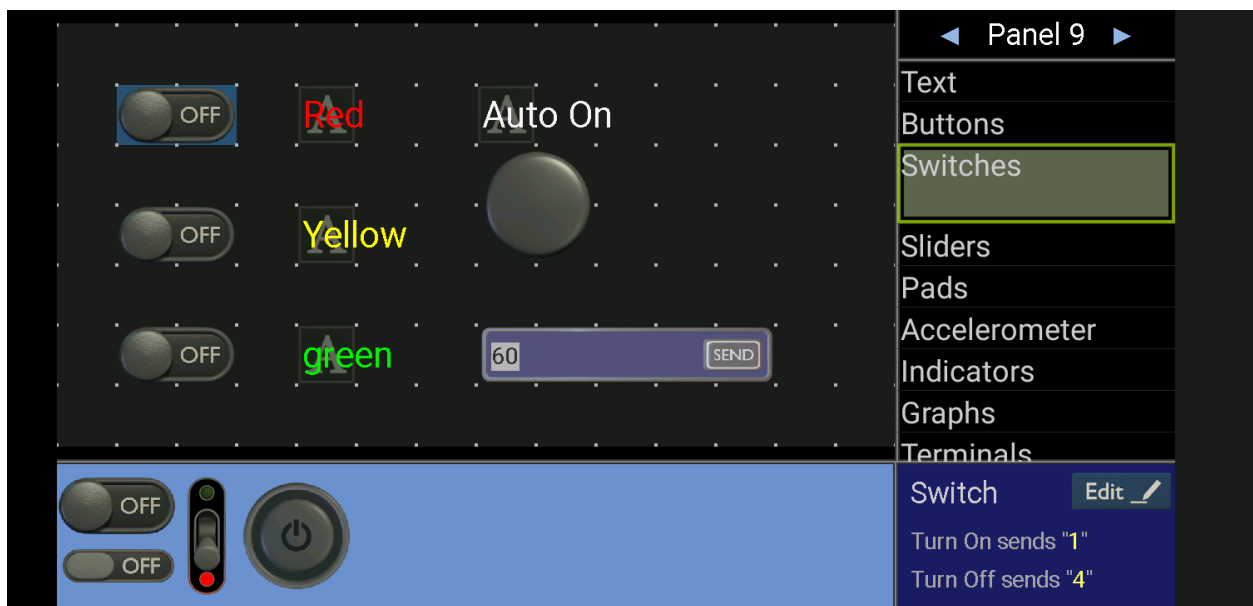 ◄ Panel 9 ►
OFF Red Auto On
OFF Yellow
OFF green 60 SEND
Text
Buttons
Switches
Sliders
Pads
Accelerometer
Indicators
Graphs
Terminals
OFF
OFF
Switch Edit
Turn On sends "1"
Turn Off sends "4"